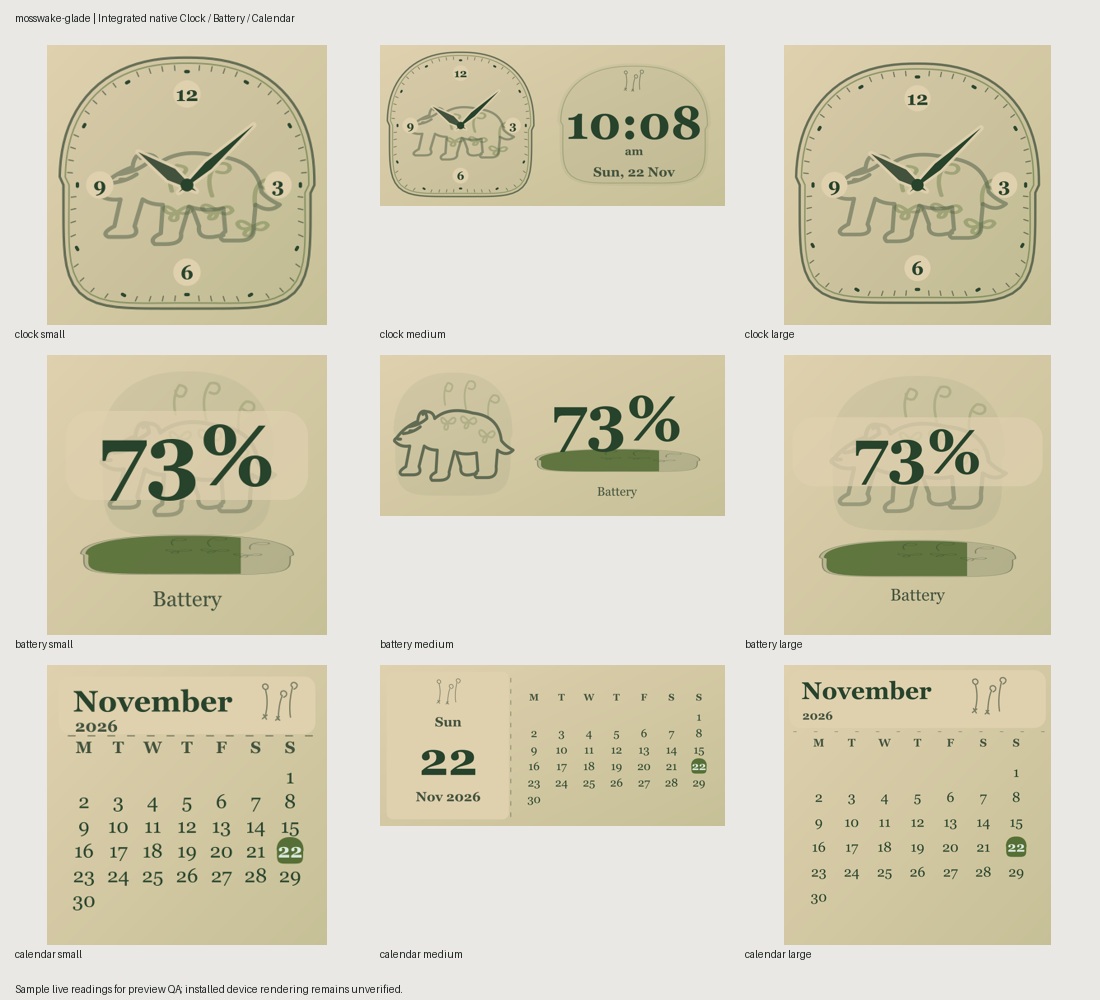 mosswake-glade | Integrated native Clock / Battery / Calendar
12
9
3
6
clock small
12
9
3
6
10:08
am
Sun, 22 Nov
clock medium
12
9
3
6
clock large
73%
Battery
battery small
73%
Battery
battery medium
73%
Battery
battery large
November
2026
M T W T F S S
1
2 3 4 5 6 7 8
9 10 11 12 13 14 15
16 17 18 19 20 21 22
23 24 25 26 27 28 29
30
calendar small
Sun
22
Nov 2026
M T W T F S S
1
2 3 4 5 6 7 8
9 10 11 12 13 14 15
16 17 18 19 20 21 22
23 24 25 26 27 28 29
30
calendar medium
November
2026
M T W T F S S
1
2 3 4 5 6 7 8
9 10 11 12 13 14 15
16 17 18 19 20 21 22
23 24 25 26 27 28 29
30
calendar large
Sample live readings for preview QA; installed device rendering remains unverified.